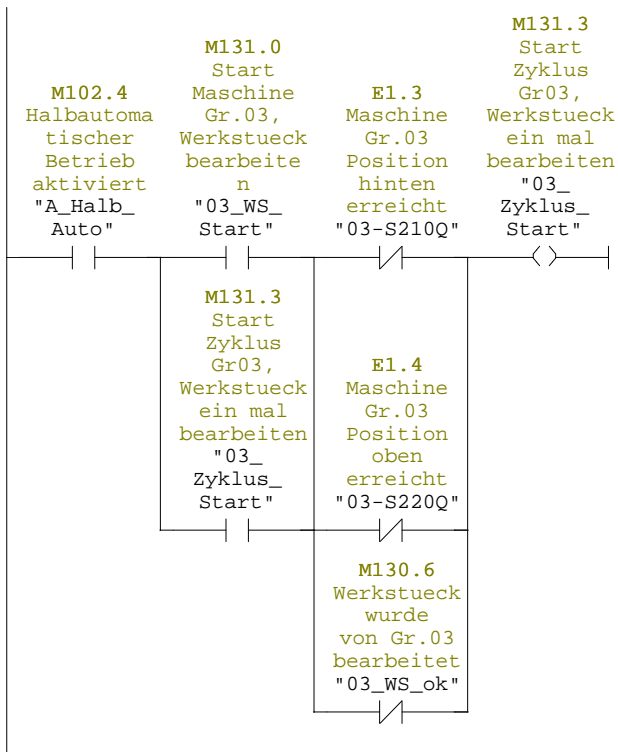 M102.4
Halbautoma
tischer
Betrieb
aktiviert
"A_Halb_
Auto"
M131.0
Start
Maschine
Gr.03,
Werkstueck
bearbeite
n
"03_WS_
Start"
E1.3
Maschine
Gr.03
Position
hinten
erreicht
"03-S210Q"
M131.3
Start
Zyklus
Gr03,
Werkstueck
ein mal
bearbeiten
"03_
Zyklus_
Start"
M131.3
Start
Zyklus
Gr03,
Werkstueck
ein mal
bearbeiten
"03_
Zyklus_
Start"
E1.4
Maschine
Gr.03
Position
oben
erreicht
"03-S220Q"
M130.6
Werkstueck
wurde
von Gr.03
bearbeitet
"03_WS_ok"